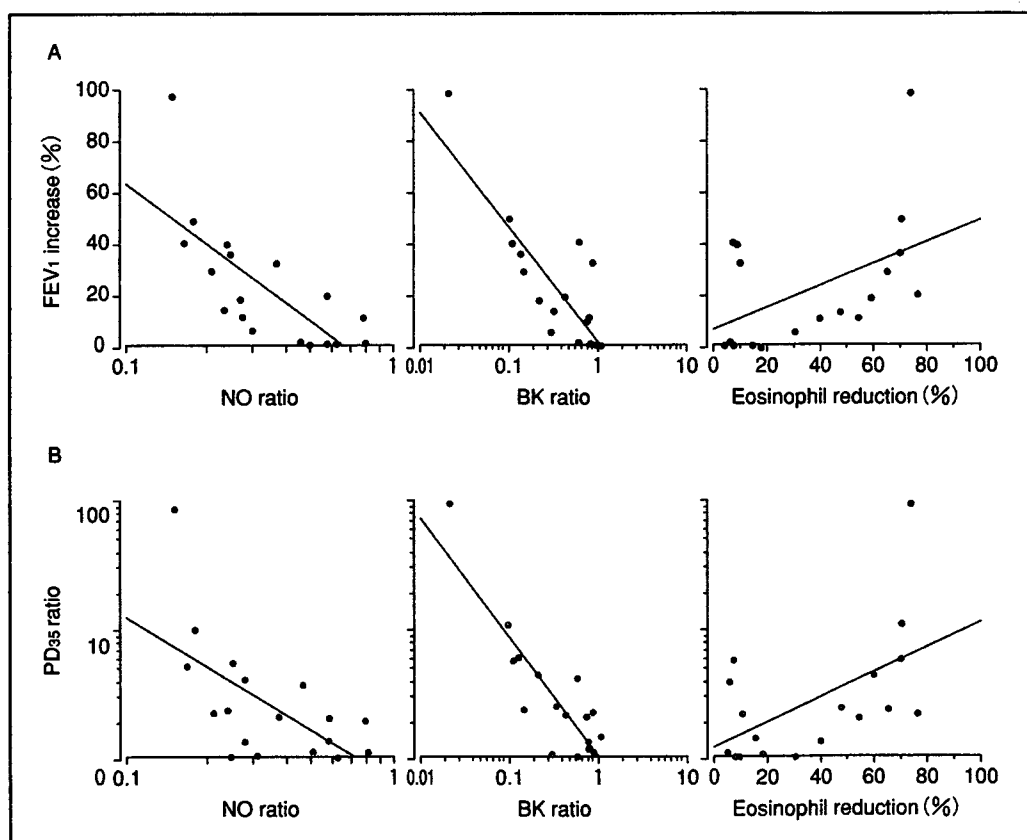 A
FEV1 increase (%)
100
80
60
40
20
0
0.1 1
NO ratio
0.01 0.1 1 10
BK ratio
0 20 40 60 80 100
Eosinophil reduction (%)
B
PD35 ratio
100
10
0
0.1 1
NO ratio
0.01 0.1 1 10
BK ratio
0 20 40 60 80 100
Eosinophil reduction (%)